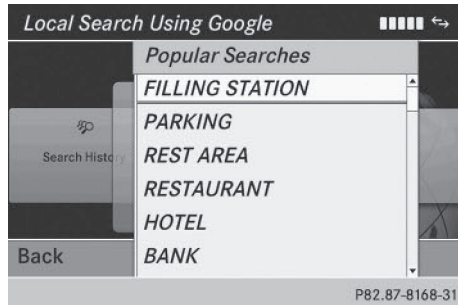 Local Search Using Google
Popular Searches
FILLING STATION
PARKING
REST AREA
RESTAURANT
HOTEL
BANK
Search History
Back
P82.87-8168-31